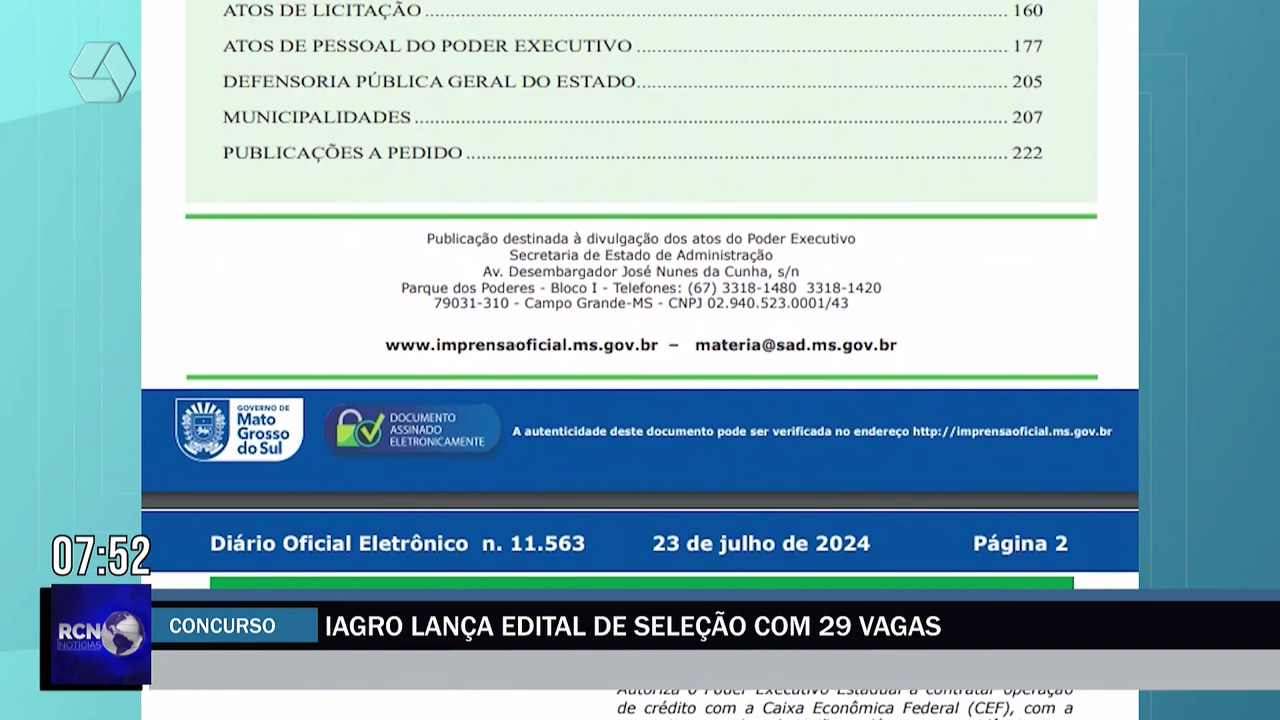 ATOS DE LICITAÇÃO ........................................................................................................ 160
ATOS DE PESSOAL DO PODER EXECUTIVO ................................................................. 177
DEFENSORIA PÚBLICA GERAL DO ESTADO................................................................. 205
MUNICIPALIDADES .......................................................................................................... 207
PUBLICAÇÕES A PEDIDO ................................................................................................ 222
Publicação destinada à divulgação dos atos do Poder Executivo
Secretaria de Estado de Administração
Av. Desembargador José Nunes da Cunha, s/n
Parque dos Poderes - Bloco I - Telefones: (67) 3318-1480 3318-1420
79031-310 - Campo Grande-MS - CNPJ 02.940.523.0001/43
www.imprensaoficial.ms.gov.br – materia@sad.ms.gov.br
GOVERNO DE
Mato
Grosso
do Sul
DOCUMENTO
ASSINADO
ELETRONICAMENTE
A autenticidade deste documento pode ser verificada no endereço http://imprensaoficial.ms.gov.br
Diário Oficial Eletrônico n. 11.563 23 de julho de 2024 Página 2
07:52
RCN
NOTÍCIAS
CONCURSO
IAGRO LANÇA EDITAL DE SELEÇÃO COM 29 VAGAS
Autoriza o Poder Executivo Estadual a contratar operação
de crédito com a Caixa Econômica Federal (CEF), com a